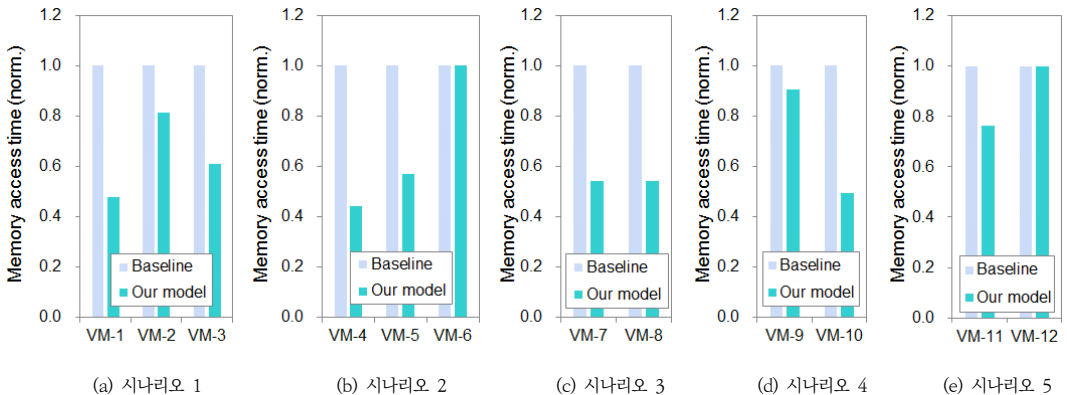 Memory access time (norm.)
1.2
1.0
0.8
0.6
0.4
0.2
0.0
Baseline
Our model
VM-1 VM-2 VM-3
(a) 시나리오 1
Memory access time (norm.)
1.2
1.0
0.8
0.6
0.4
0.2
0.0
Baseline
Our model
VM-4 VM-5 VM-6
(b) 시나리오 2
Memory access time (norm.)
1.2
1.0
0.8
0.6
0.4
0.2
0.0
Baseline
Our model
VM-7 VM-8
(c) 시나리오 3
Memory access time (norm.)
1.2
1.0
0.8
0.6
0.4
0.2
0.0
Baseline
Our model
VM-9 VM-10
(d) 시나리오 4
Memory access time (norm.)
1.2
1.0
0.8
0.6
0.4
0.2
0.0
Baseline
Our model
VM-11 VM-12
(e) 시나리오 5